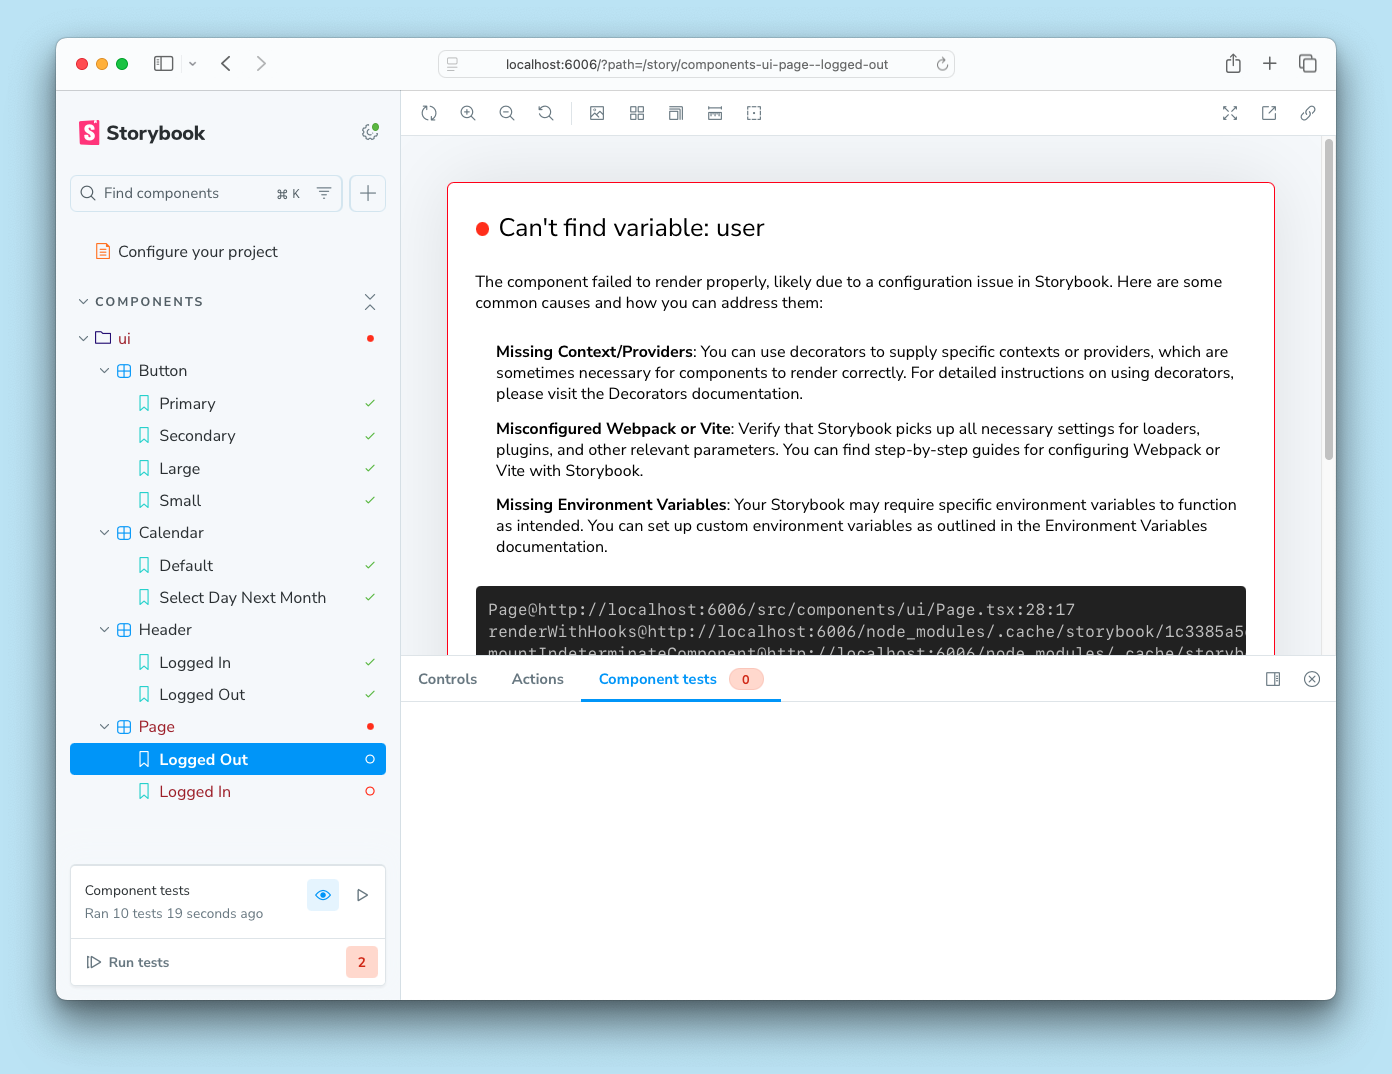 localhost:6006/?path=/story/components-ui-page--logged-out
Storybook
Find components
⌘ K
Configure your project
COMPONENTS
ui
Button
Primary
Secondary
Large
Small
Calendar
Default
Select Day Next Month
Header
Logged In
Logged Out
Page
Logged Out
Logged In
Component tests
Ran 10 tests 19 seconds ago
Run tests
2
Can't find variable: user
The component failed to render properly, likely due to a configuration issue in Storybook. Here are some
common causes and how you can address them:
Missing Context/Providers: You can use decorators to supply specific contexts or providers, which are
sometimes necessary for components to render correctly. For detailed instructions on using decorators,
please visit the Decorators documentation.
Misconfigured Webpack or Vite: Verify that Storybook picks up all necessary settings for loaders,
plugins, and other relevant parameters. You can find step-by-step guides for configuring Webpack or
Vite with Storybook.
Missing Environment Variables: Your Storybook may require specific environment variables to function
as intended. You can set up custom environment variables as outlined in the Environment Variables
documentation.
Page@http://localhost:6006/src/components/ui/Page.tsx:28:17
renderWithHooks@http://localhost:6006/node_modules/.cache/storybook/1c3385a5
mountIndeterminateComponent@http://localhost:6006/node_modules/.cache/storyb
Controls
Actions
Component tests
0